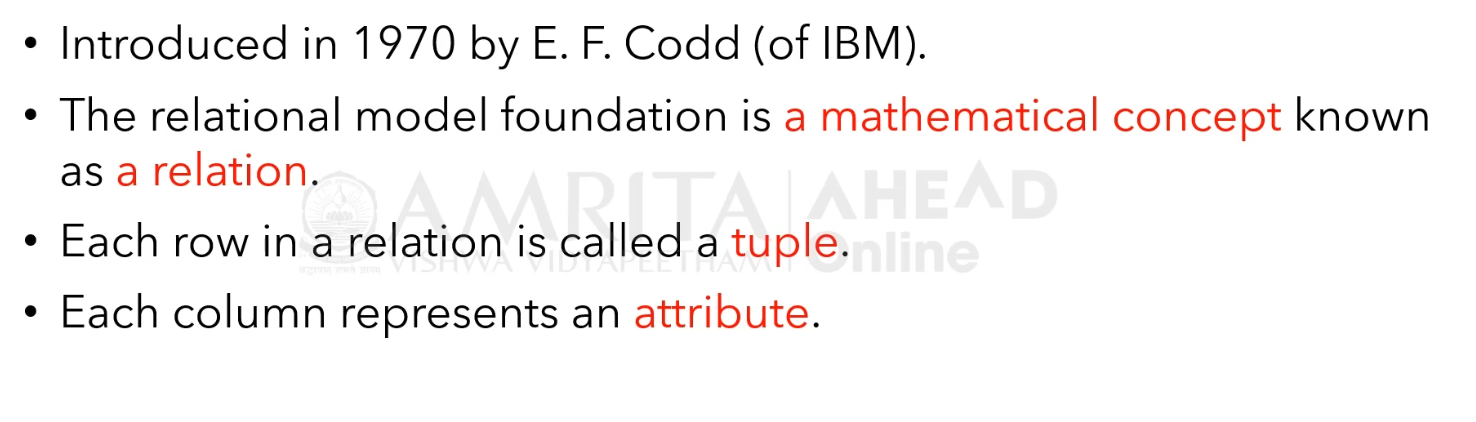 • Introduced in 1970 by E. F. Codd (of IBM).
• The relational model foundation is a mathematical concept known
as a relation.
AMRITA AHEAD
• Each row in a relation is called a tuple.
VISHWA VIDYAPEETHAM Online
• Each column represents an attribute.